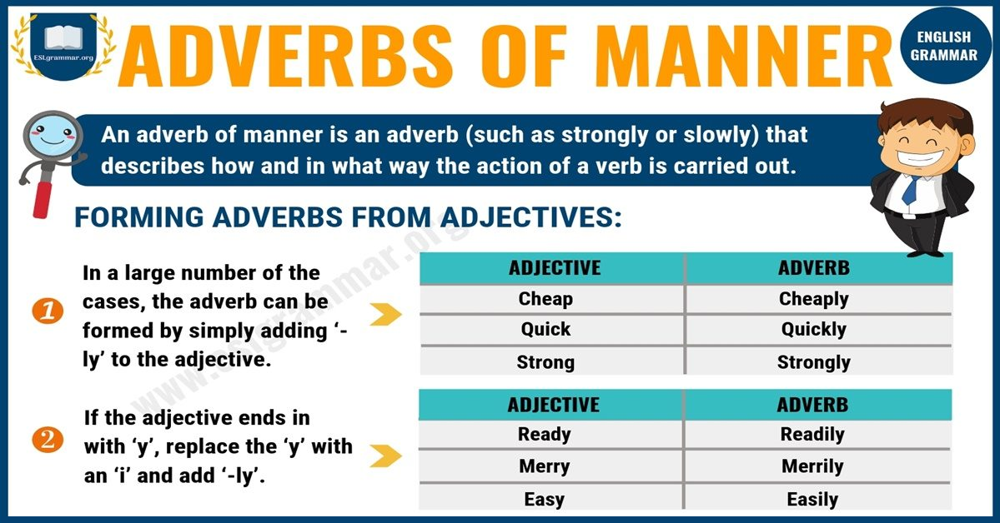 ESLgrammar.org
ADVERBS OF MANNER
ENGLISH
GRAMMAR
An adverb of manner is an adverb (such as strongly or slowly) that
describes how and in what way the action of a verb is carried out.
FORMING ADVERBS FROM ADJECTIVES:
1
In a large number of the
cases, the adverb can be
formed by simply adding ‘-
ly’ to the adjective.
ADJECTIVE ADVERB
Cheap Cheaply
Quick Quickly
Strong Strongly
2
If the adjective ends in
with ‘y’, replace the ‘y’ with
an ‘i’ and add ‘-ly’.
ADJECTIVE ADVERB
Ready Readily
Merry Merrily
Easy Easily
www.eslgrammar.org